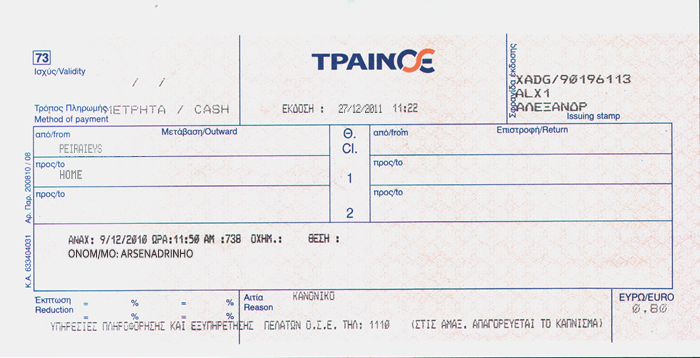 73
Ισχύς/Validity
/ /
ΤΡΑΙΝΟΣΕ
Σφραγίδα έκδοσης
XADG/90196113
ALX1
ΑΛΕΞΑΝΔΡ
Issuing stamp
Τρόπος Πληρωμής ΜΕΤΡΗΤΑ / CASH
Method of payment
ΕΚΔΟΣΗ : 27/12/2011 11:22
από/from Μετάβαση/Outward
PEIRAIEYS
προς/to
HOME
προς/to
Θ.
Cl.
1
2
από/from Επιστροφή/Return
προς/to
προς/to
Κ.Α. 633404031 Αρ. Παρ. 200810 / 08
ΑΝΑΧ: 9/12/2010 ΩΡΑ:11:50 AM :738 ΟΧΗΜ.: ΘΕΣΗ :
ΟΝΟΜ/ΜΟ: ARSENADRINHO
Έκπτωση = % = %
Reduction = % = %
Αιτία ΚΑΝΟΝΙΚΟ
Reason
ΕΥΡΩ/EURO
0,80
ΥΠΗΡΕΣΙΕΣ ΠΛΗΡΟΦΟΡΗΣΗΣ ΚΑΙ ΕΞΥΠΗΡΕΤΗΣΗΣ ΠΕΛΑΤΩΝ Ο.Σ.Ε. ΤΗΛ: 1110 (ΣΤΙΣ ΑΜΑΞ. ΑΠΑΓΟΡΕΥΕΤΑΙ ΤΟ ΚΑΠΝΙΣΜΑ)